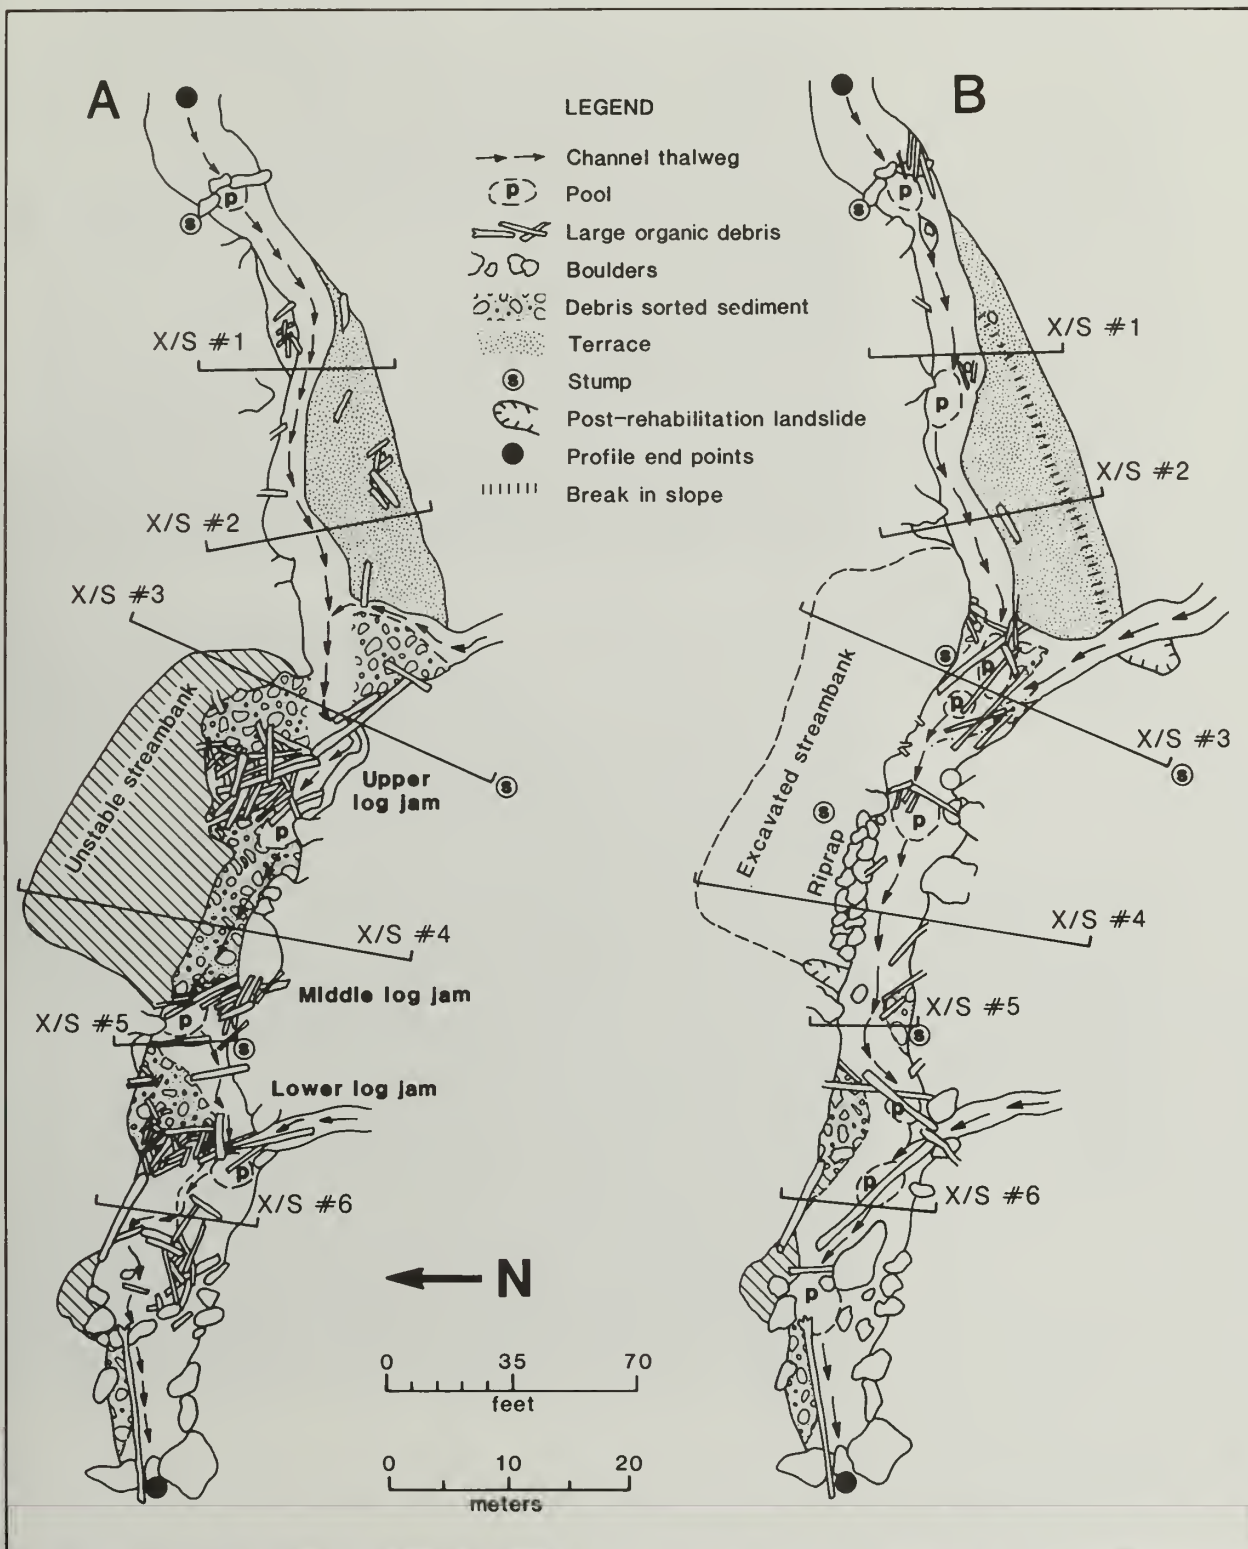 A
B
LEGEND
Channel thalweg
p Pool
Large organic debris
Boulders
Debris sorted sediment
Terrace
s Stump
Post-rehabilitation landslide
Profile end points
Break in slope
p
s
X/S #1
X/S #2
X/S #3
Unstable streambank
Upper
log jam
s
p
X/S #4
Middle log jam
X/S #5
p
s
Lower log jam
p
X/S #6
p
s
X/S #1
p
X/S #2
s
p
p
X/S #3
s
Excavated streambank
s
Riprap
p
X/S #4
X/S #5
s
p
p
X/S #6
p
N
0 35 70
feet
0 10 20
meters